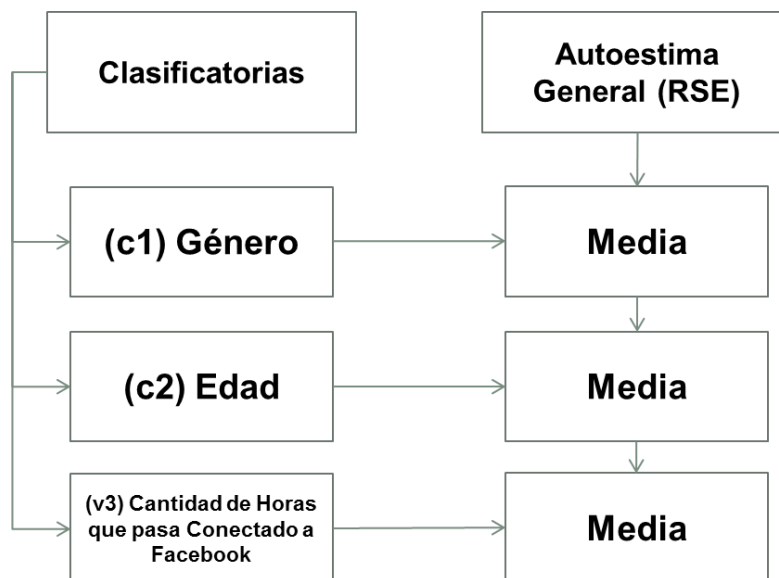 Clasificatorias
Autoestima
General (RSE)
(c1) Género
Media
(c2) Edad
Media
(v3) Cantidad de Horas
que pasa Conectado a
Facebook
Media